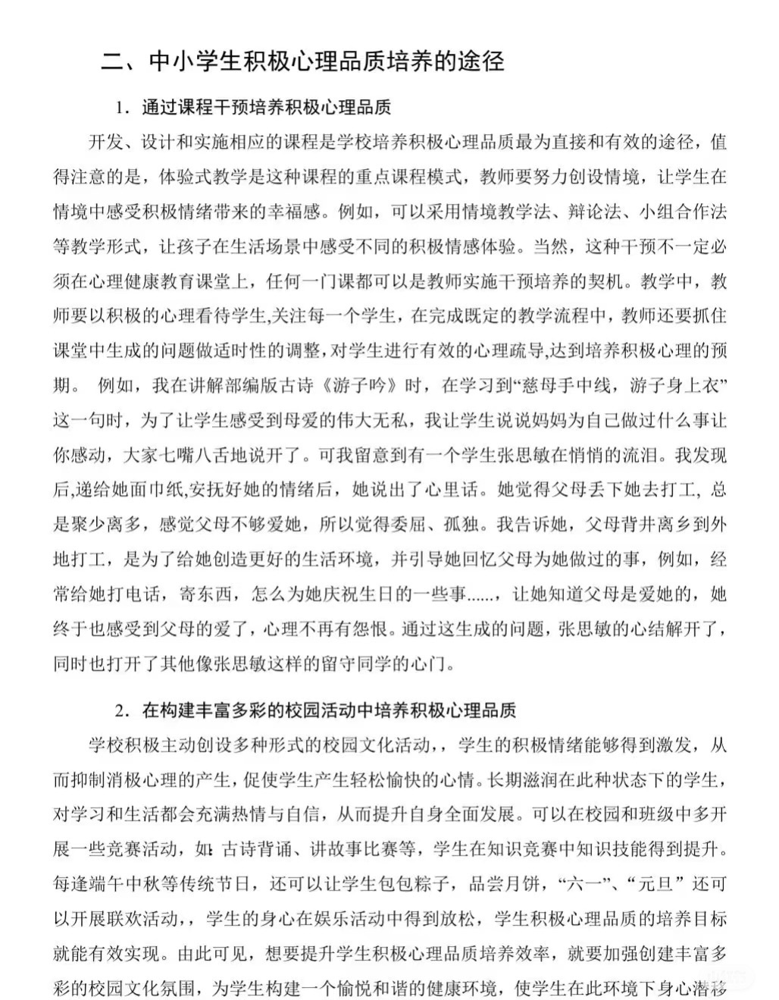 二、中小学生积极心理品质培养的途径
1．通过课程干预培养积极心理品质
开发、设计和实施相应的课程是学校培养积极心理品质最为直接和有效的途径，值
得注意的是，体验式教学是这种课程的重点课程模式，教师要努力创设情境，让学生在
情境中感受积极情绪带来的幸福感。例如，可以采用情境教学法、辩论法、小组合作法
等教学形式，让孩子在生活场景中感受不同的积极情感体验。当然，这种干预不一定必
须在心理健康教育课堂上，任何一门课都可以是教师实施干预培养的契机。教学中，教
师要以积极的心理看待学生,关注每一个学生，在完成既定的教学流程中，教师还要抓住
课堂中生成的问题做适时性的调整,对学生进行有效的心理疏导,达到培养积极心理的预
期。 例如，我在讲解部编版古诗《游子吟》时，在学习到“慈母手中线，游子身上衣”
这一句时，为了让学生感受到母爱的伟大无私，我让学生说说妈妈为自己做过什么事让
你感动，大家七嘴八舌地说开了。可我留意到有一个学生张思敏在悄悄的流泪。我发现
后,递给她面巾纸,安抚好她的情绪后，她说出了心里话。她觉得父母丢下她去打工, 总
是聚少离多，感觉父母不够爱她，所以觉得委屈、孤独。我告诉她，父母背井离乡到外
地打工，是为了给她创造更好的生活环境，并引导她回忆父母为她做过的事，例如，经
常给她打电话，寄东西，怎么为她庆祝生日的一些事......，让她知道父母是爱她的，她
终于也感受到父母的爱了，心理不再有怨恨。通过这生成的问题，张思敏的心结解开了，
同时也打开了其他像张思敏这样的留守同学的心门。
2．在构建丰富多彩的校园活动中培养积极心理品质
学校积极主动创设多种形式的校园文化活动，，学生的积极情绪能够得到激发，从
而抑制消极心理的产生，促使学生产生轻松愉快的心情。长期滋润在此种状态下的学生，
对学习和生活都会充满热情与自信，从而提升自身全面发展。可以在校园和班级中多开
展一些竞赛活动，如：古诗背诵、讲故事比赛等，学生在知识竞赛中知识技能得到提升。
每逢端午中秋等传统节日，还可以让学生包包粽子，品尝月饼，“六一”、“元旦”还可
以开展联欢活动，，学生的身心在娱乐活动中得到放松，学生积极心理品质的培养目标
就能有效实现。由此可见，想要提升学生积极心理品质培养效率，就要加强创建丰富多
彩的校园文化氛围，为学生构建一个愉悦和谐的健康环境，使学生在此环境下身心潜移